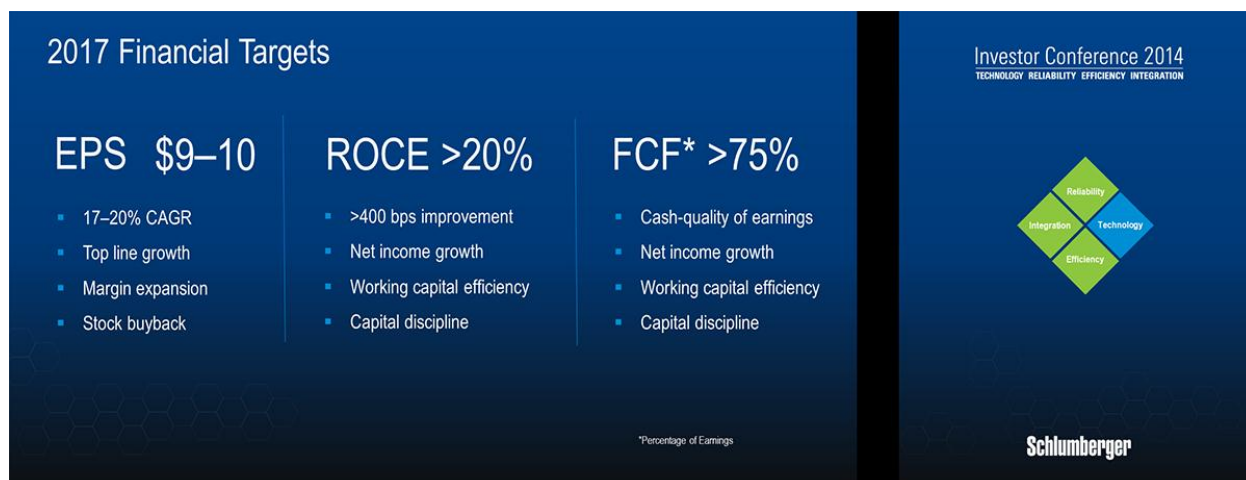 2017 Financial Targets
EPS $9–10
▪ 17–20% CAGR
▪ Top line growth
▪ Margin expansion
▪ Stock buyback
ROCE >20%
▪ >400 bps improvement
▪ Net income growth
▪ Working capital efficiency
▪ Capital discipline
FCF* >75%
▪ Cash-quality of earnings
▪ Net income growth
▪ Working capital efficiency
▪ Capital discipline
*Percentage of Earnings
Investor Conference 2014
TECHNOLOGY RELIABILITY EFFICIENCY INTEGRATION
Reliability
Integration
Technology
Efficiency
Schlumberger